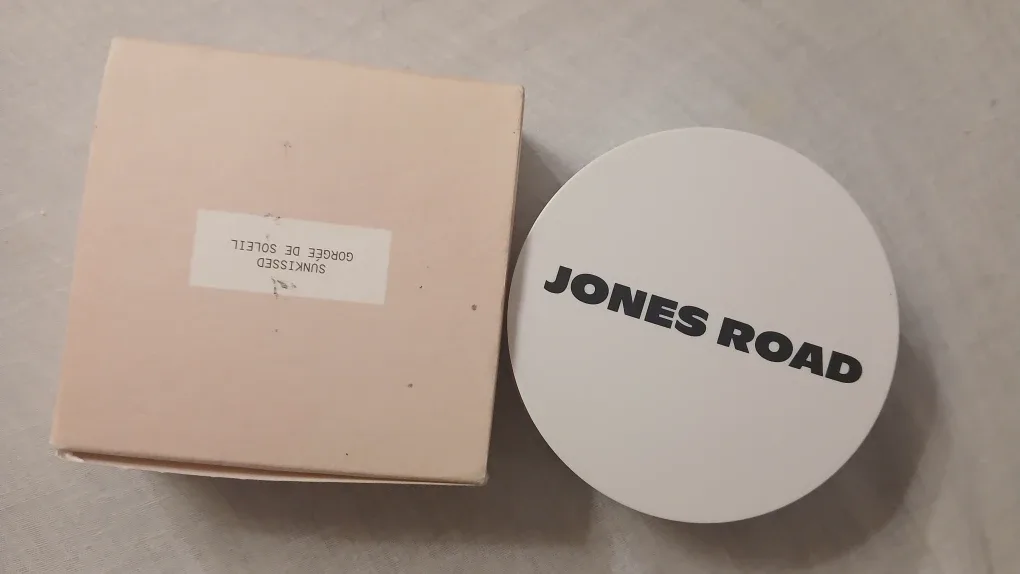 SUNKISSED
GORGÉE DE SOLEIL
JONES ROAD